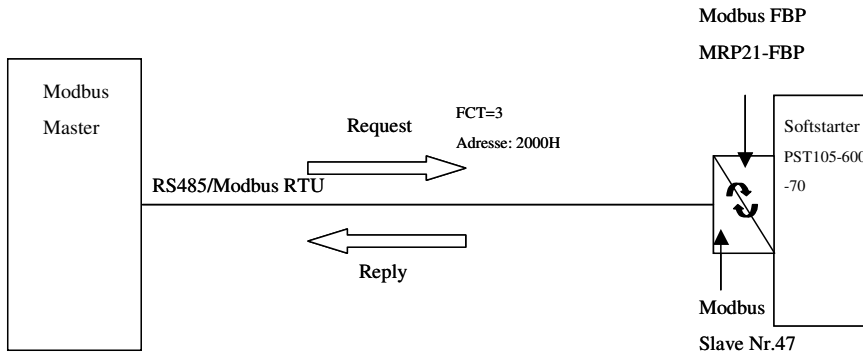 Modbus FBP
MRP21-FBP
Modbus
Master
Request
FCT=3
Adresse: 2000H
RS485/Modbus RTU
Softstarter
PST105-600
-70
Reply
Modbus
Slave Nr.47